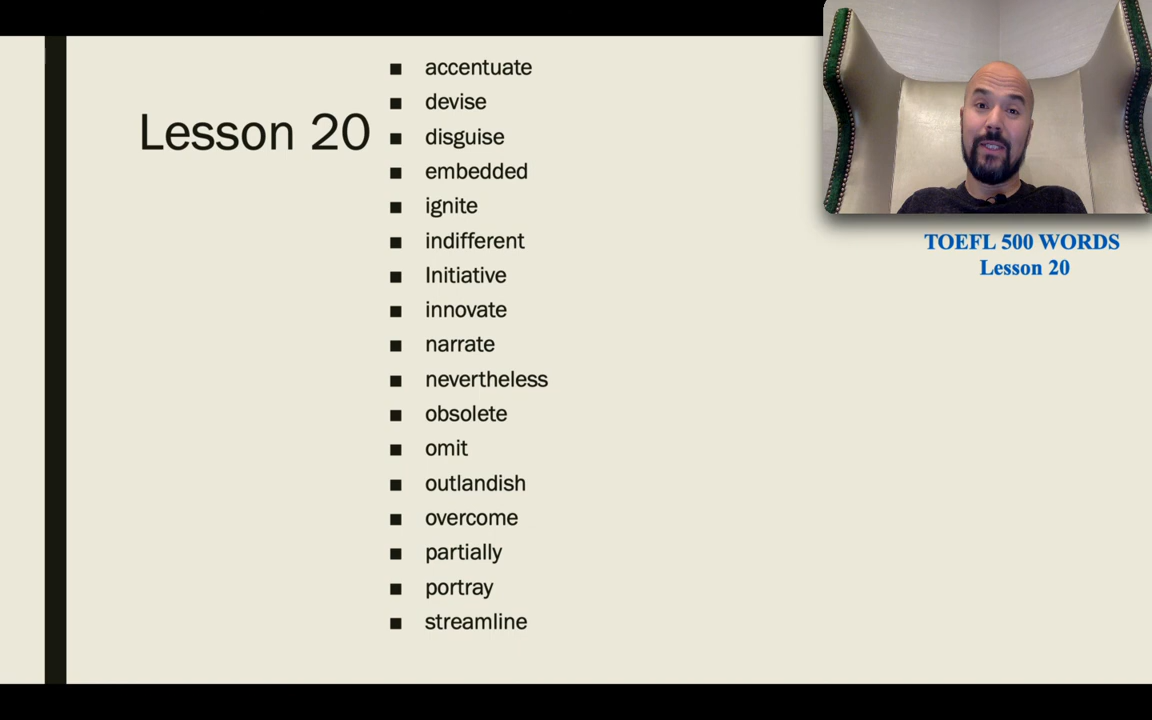 Lesson 20
accentuate
devise
disguise
embedded
ignite
indifferent
Initiative
innovate
narrate
nevertheless
obsolete
omit
outlandish
overcome
partially
portray
streamline
TOEFL 500 WORDS
Lesson 20